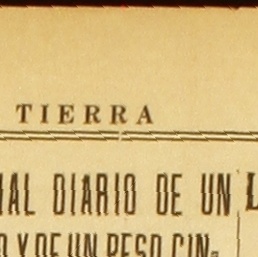 TIERRA
IAL DIARIO DE UN L
O Y DE UN PESO CIN-